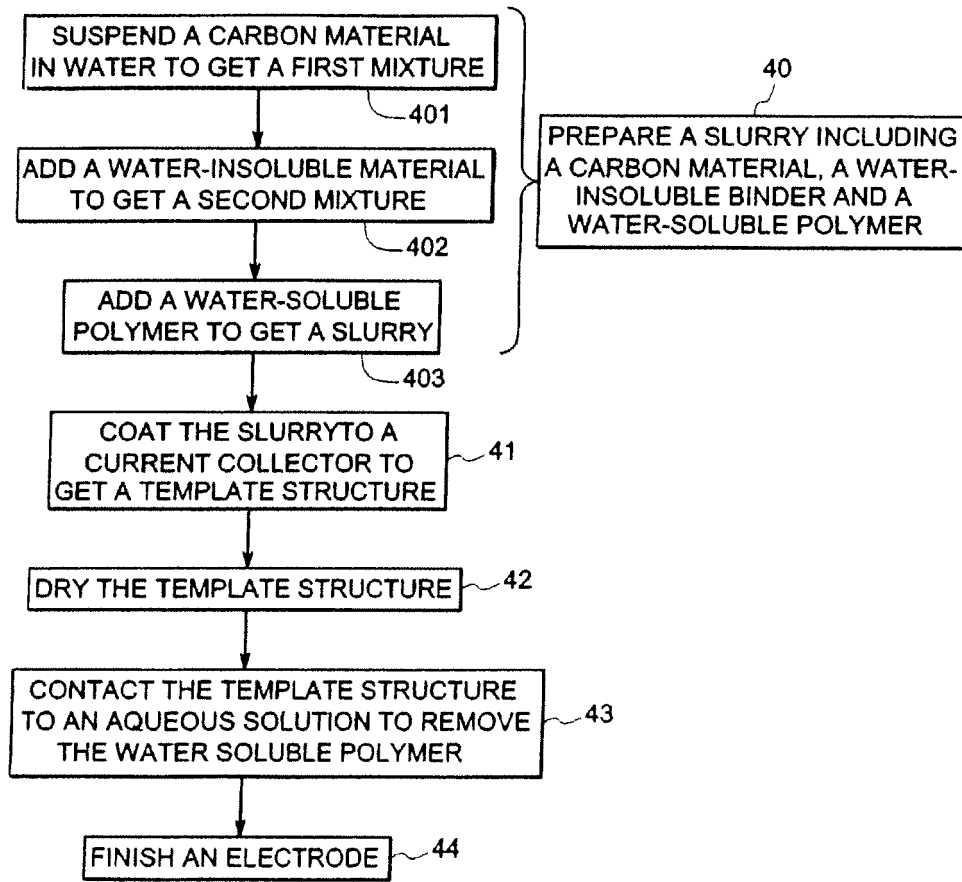 SUSPEND A CARBON MATERIAL
IN WATER TO GET A FIRST MIXTURE
401
ADD A WATER-INSOLUBLE MATERIAL
TO GET A SECOND MIXTURE
402
ADD A WATER-SOLUBLE
POLYMER TO GET A SLURRY
403
40
PREPARE A SLURRY INCLUDING
A CARBON MATERIAL, A WATER-
INSOLUBLE BINDER AND A
WATER-SOLUBLE POLYMER
COAT THE SLURRYTO A
CURRENT COLLECTOR TO
GET A TEMPLATE STRUCTURE
41
DRY THE TEMPLATE STRUCTURE
42
CONTACT THE TEMPLATE STRUCTURE
TO AN AQUEOUS SOLUTION TO REMOVE
THE WATER SOLUBLE POLYMER
43
FINISH AN ELECTRODE
44